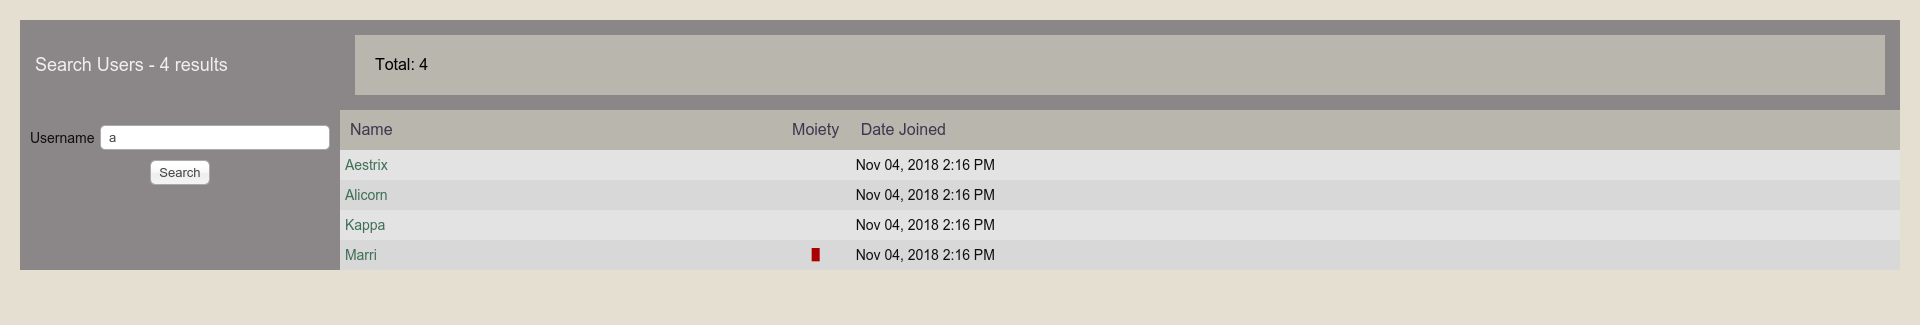 Search Users - 4 results
Total: 4
Username a
Search
Name Moiety Date Joined
Aestrix Nov 04, 2018 2:16 PM
Alicorn Nov 04, 2018 2:16 PM
Kappa Nov 04, 2018 2:16 PM
Marri Nov 04, 2018 2:16 PM